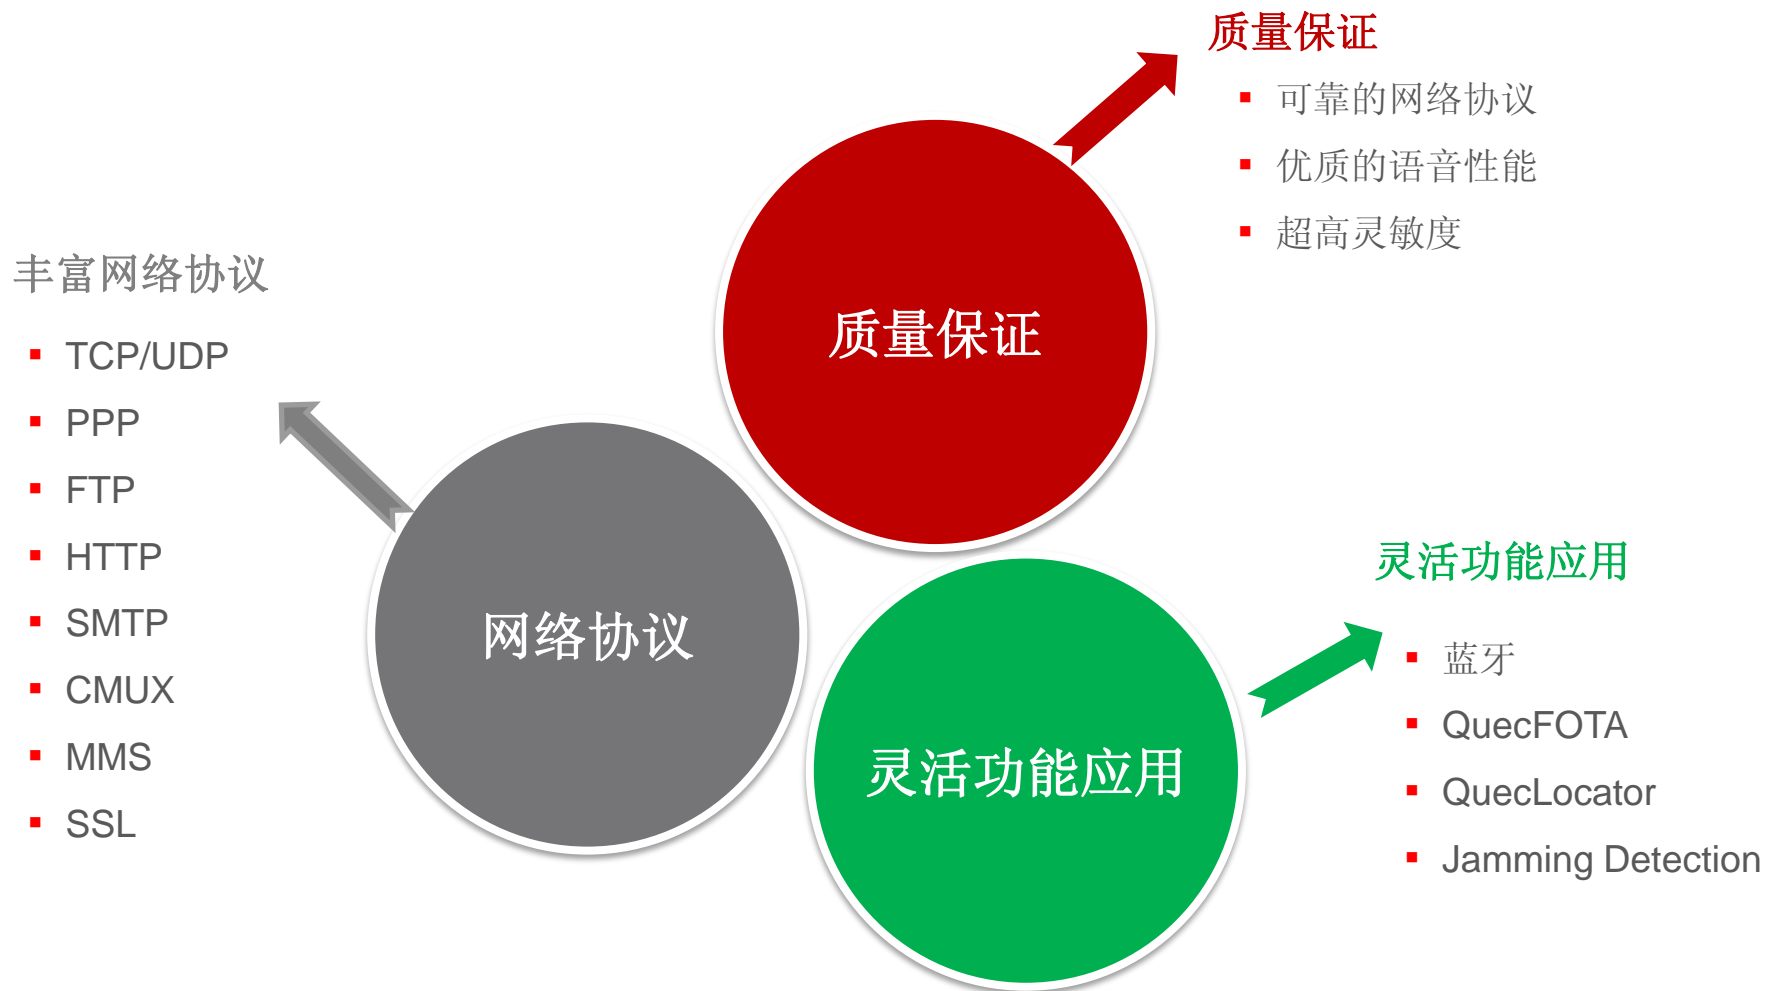 质量保证
可靠的网络协议
优质的语音性能
超高灵敏度
丰富网络协议
TCP/UDP
PPP
FTP
HTTP
SMTP
CMUX
MMS
SSL
质量保证
网络协议
灵活功能应用
灵活功能应用
蓝牙
QuecFOTA
QuecLocator
Jamming Detection